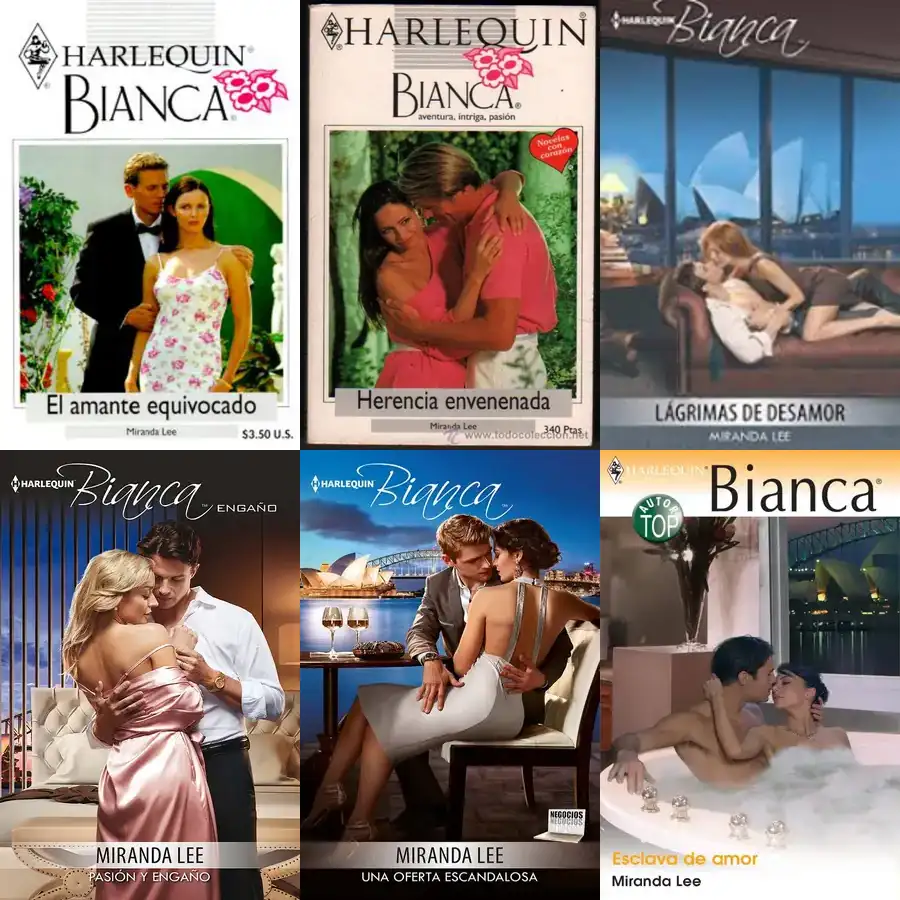 HARLEQUIN®
BIANCA®
El amante equivocado
Miranda Lee
$3.50 U.S.
HARLEQUIN
BIANCA®
aventura, intriga, pasión
Novelas
con
corazón
Herencia envenenada
Miranda Lee
340 Ptas
www.todocoleccion.net
HARLEQUIN
Bianca
LÁGRIMAS DE DESAMOR
MIRANDA LEE
HARLEQUIN
Bianca™
ENGAÑO
MIRANDA LEE
PASIÓN Y ENGAÑO
HARLEQUIN
Bianca™
NEGOCIOS
MIRANDA LEE
UNA OFERTA ESCANDALOSA
HARLEQUIN
Bianca®
AUTOR
TOP
Esclava de amor
Miranda Lee